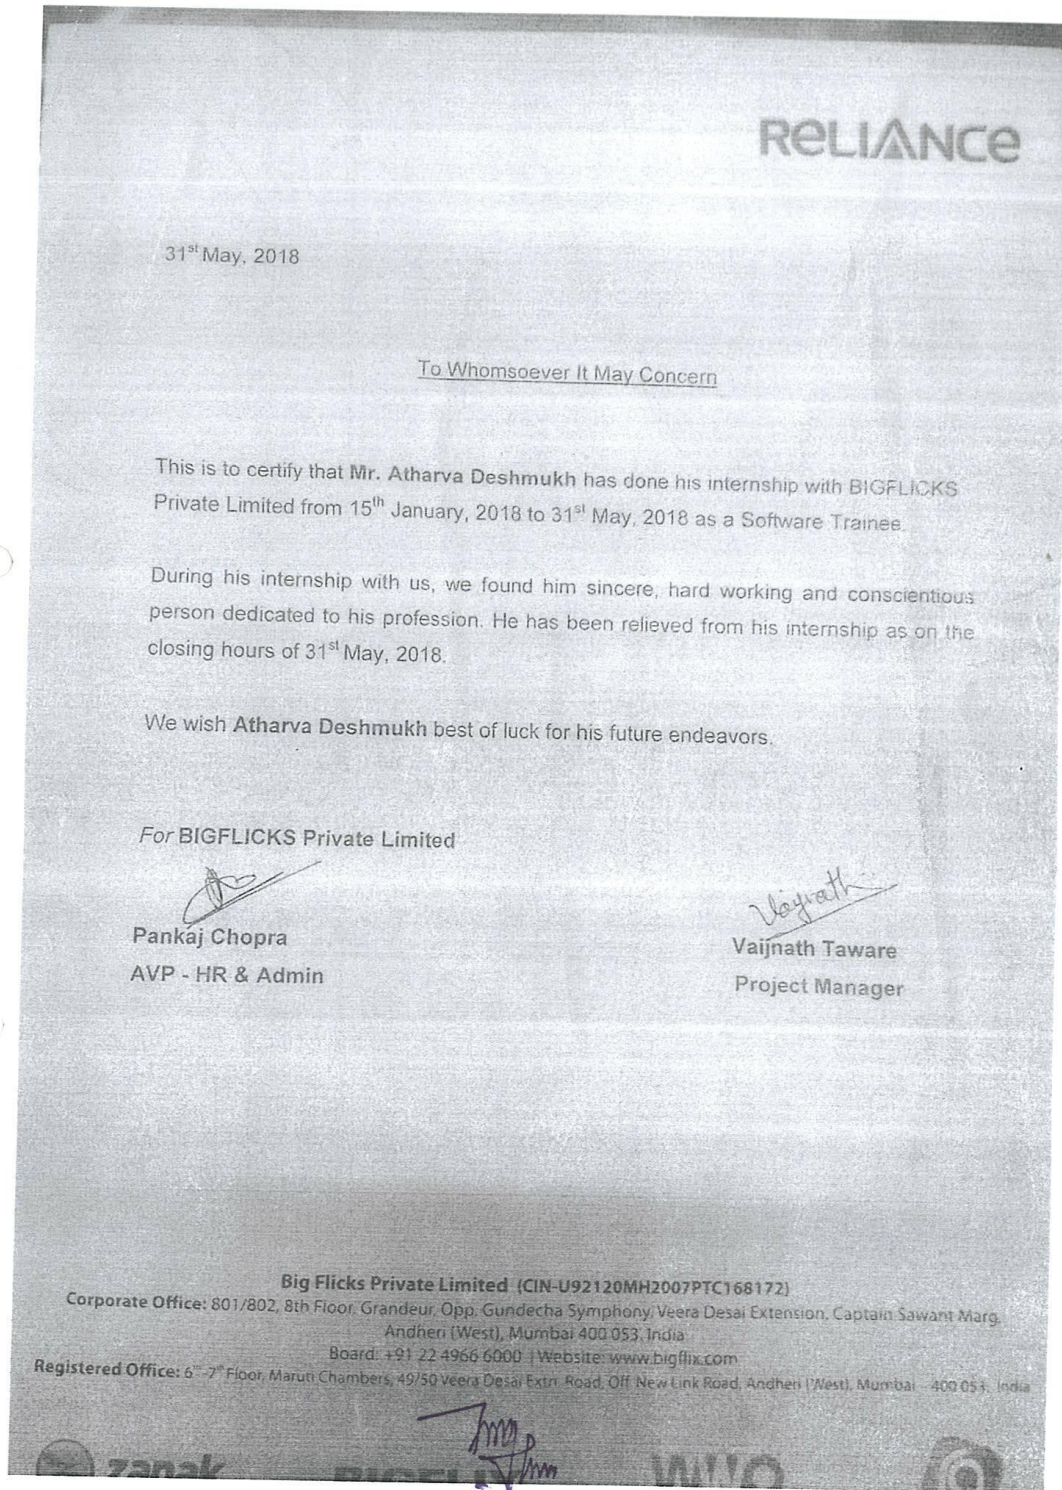 RELIANCE
31st May, 2018
To Whomsoever It May Concern
This is to certify that Mr. Atharva Deshmukh has done his internship with BIGFLICKS
Private Limited from 15th January, 2018 to 31st May, 2018 as a Software Trainee.
During his internship with us, we found him sincere, hard working and conscientious
person dedicated to his profession. He has been relieved from his internship as on the
closing hours of 31st May, 2018.
We wish Atharva Deshmukh best of luck for his future endeavors.
For BIGFLICKS Private Limited
Vaijnath
Pankaj Chopra
Vaijnath Taware
AVP - HR & Admin
Project Manager
Big Flicks Private Limited (CIN-U92120MH2007PTC168172)
Corporate Office: 801/802, 8th Floor, Grandeur, Opp. Gundecha Symphony, Veera Desai Extension, Captain Sawant Marg,
Andheri (West), Mumbai 400 053, India
Board: +91 22 4966 6000 | Website: www.bigflix.com
Registered Office: 6th-7th Floor, Maruti Chambers, 49/50 Veera Desai Extn. Road, Off New Link Road, Andheri (West), Mumbai - 400 053, India
zanak